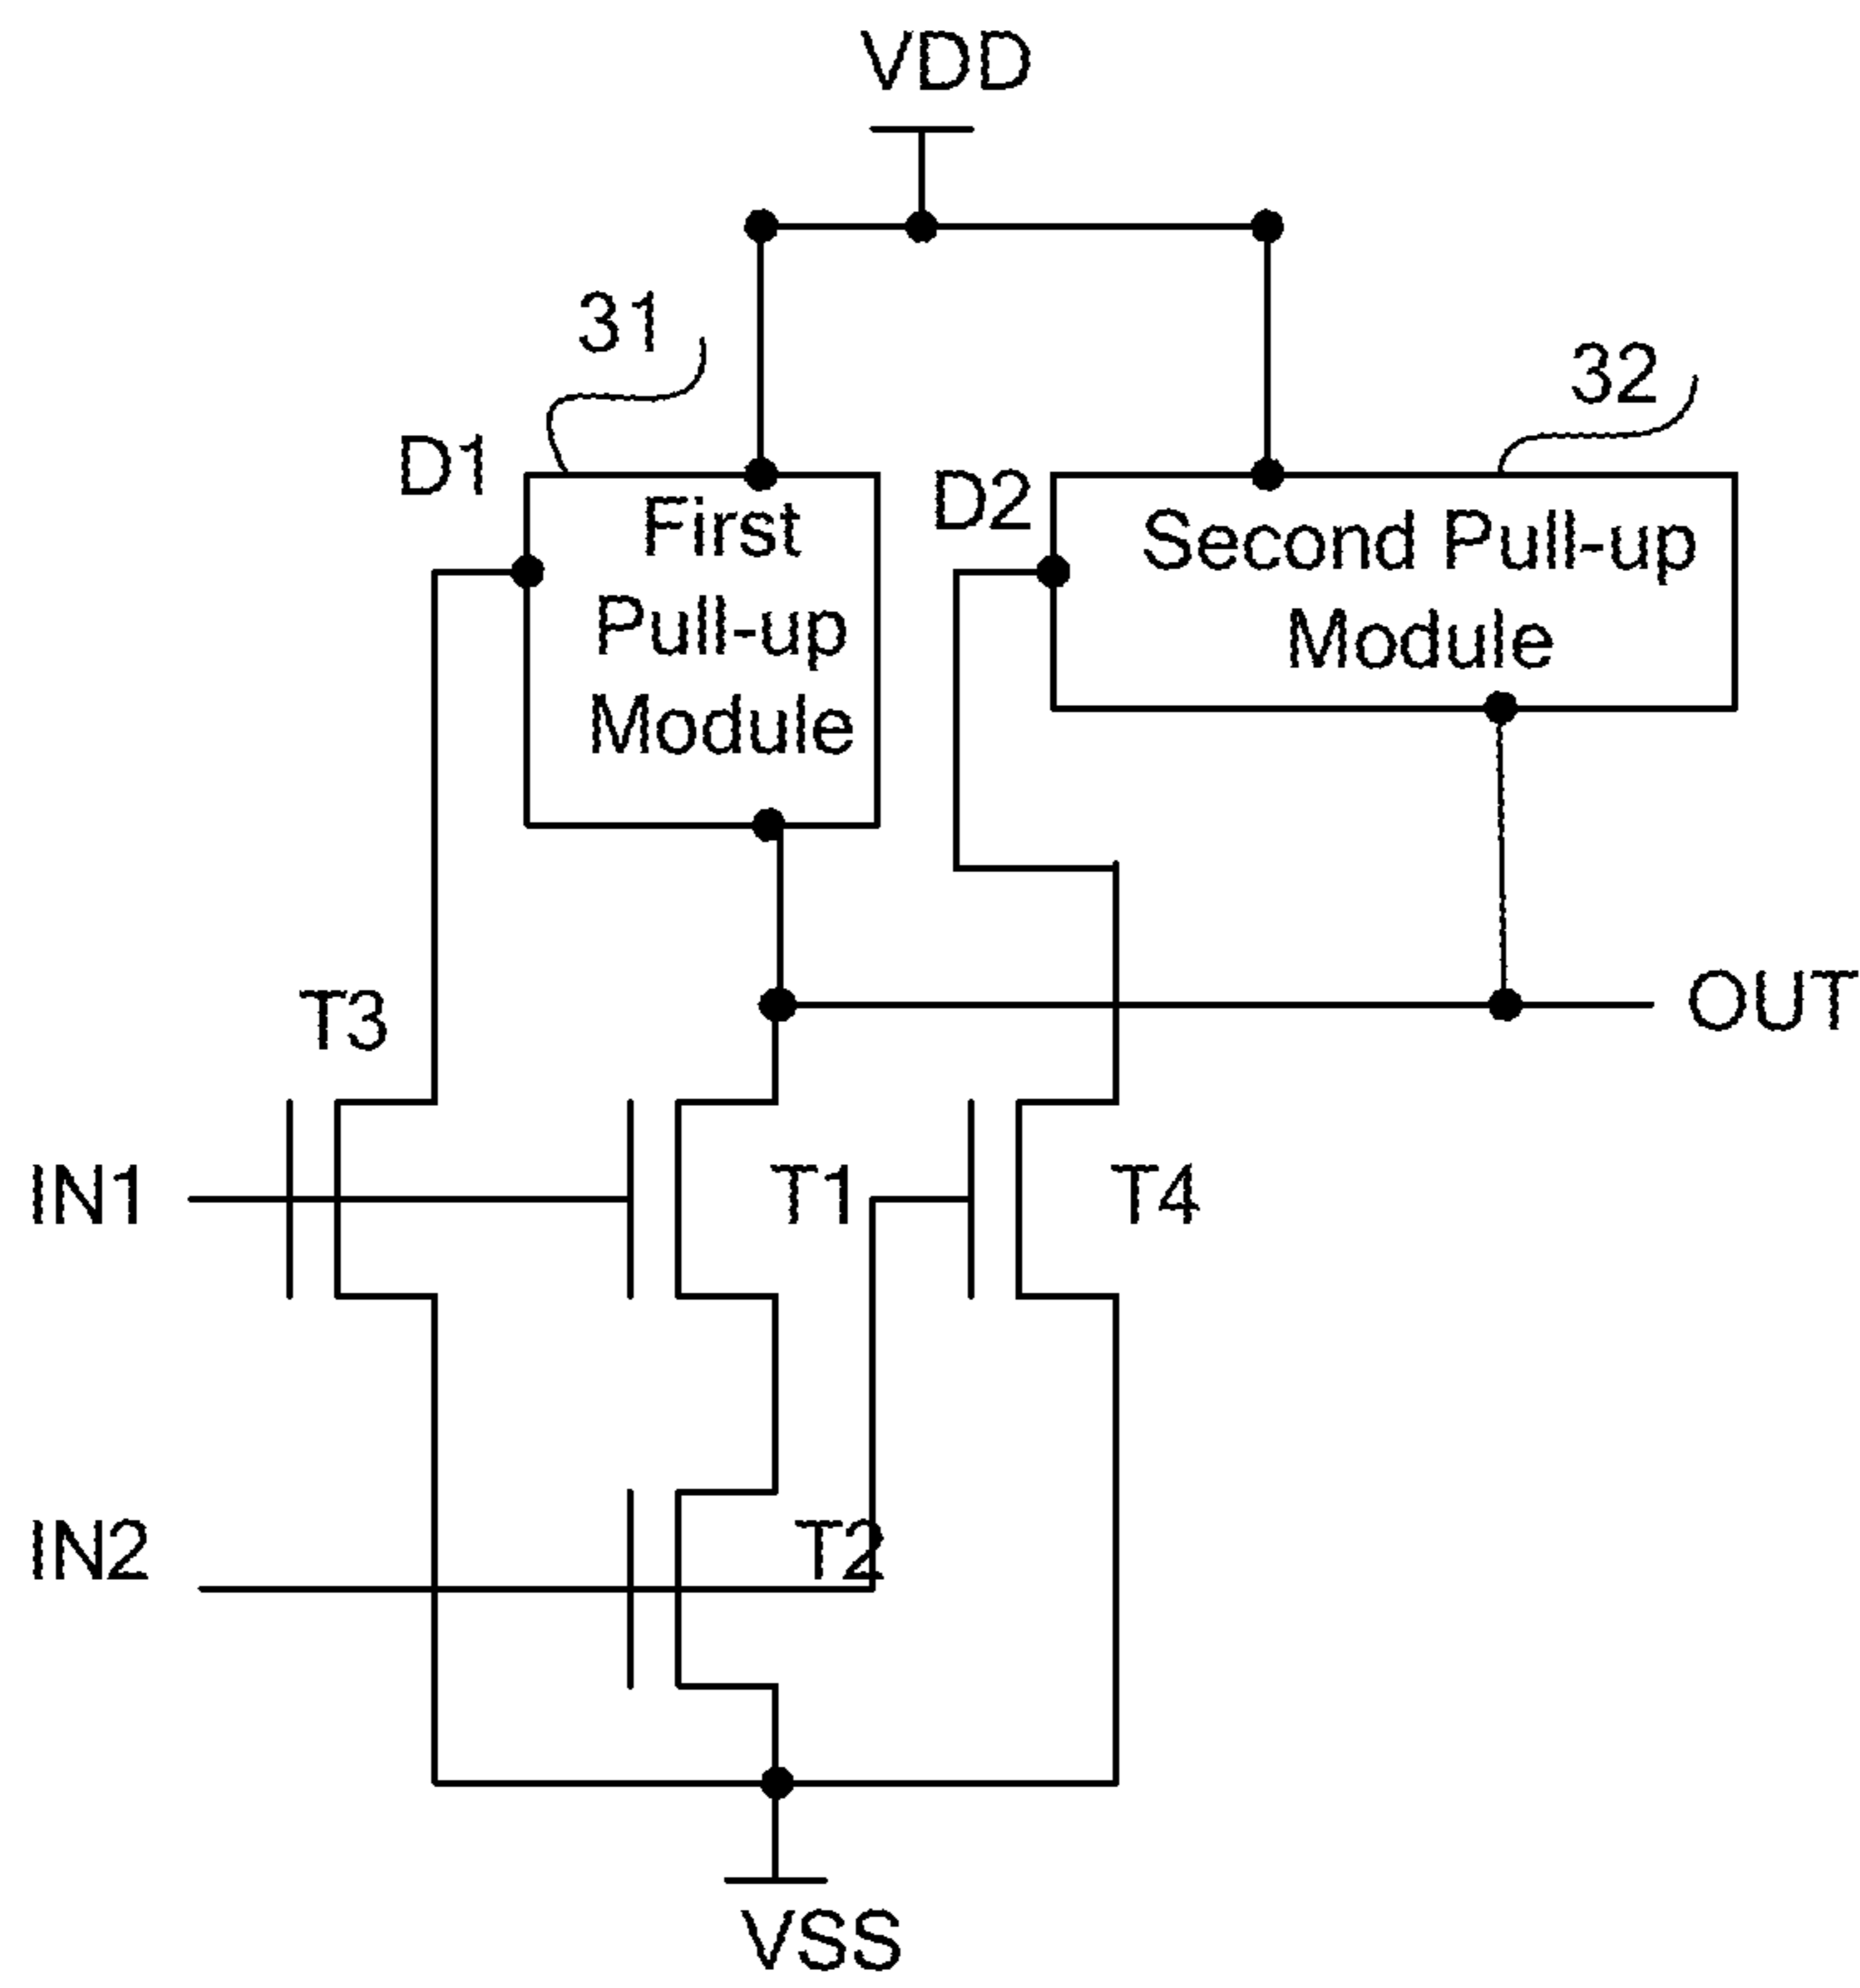 VDD
31
32
D1
D2
First
Pull-up
Module
Second Pull-up
Module
T3
OUT
IN1
T1
T4
IN2
T2
VSS